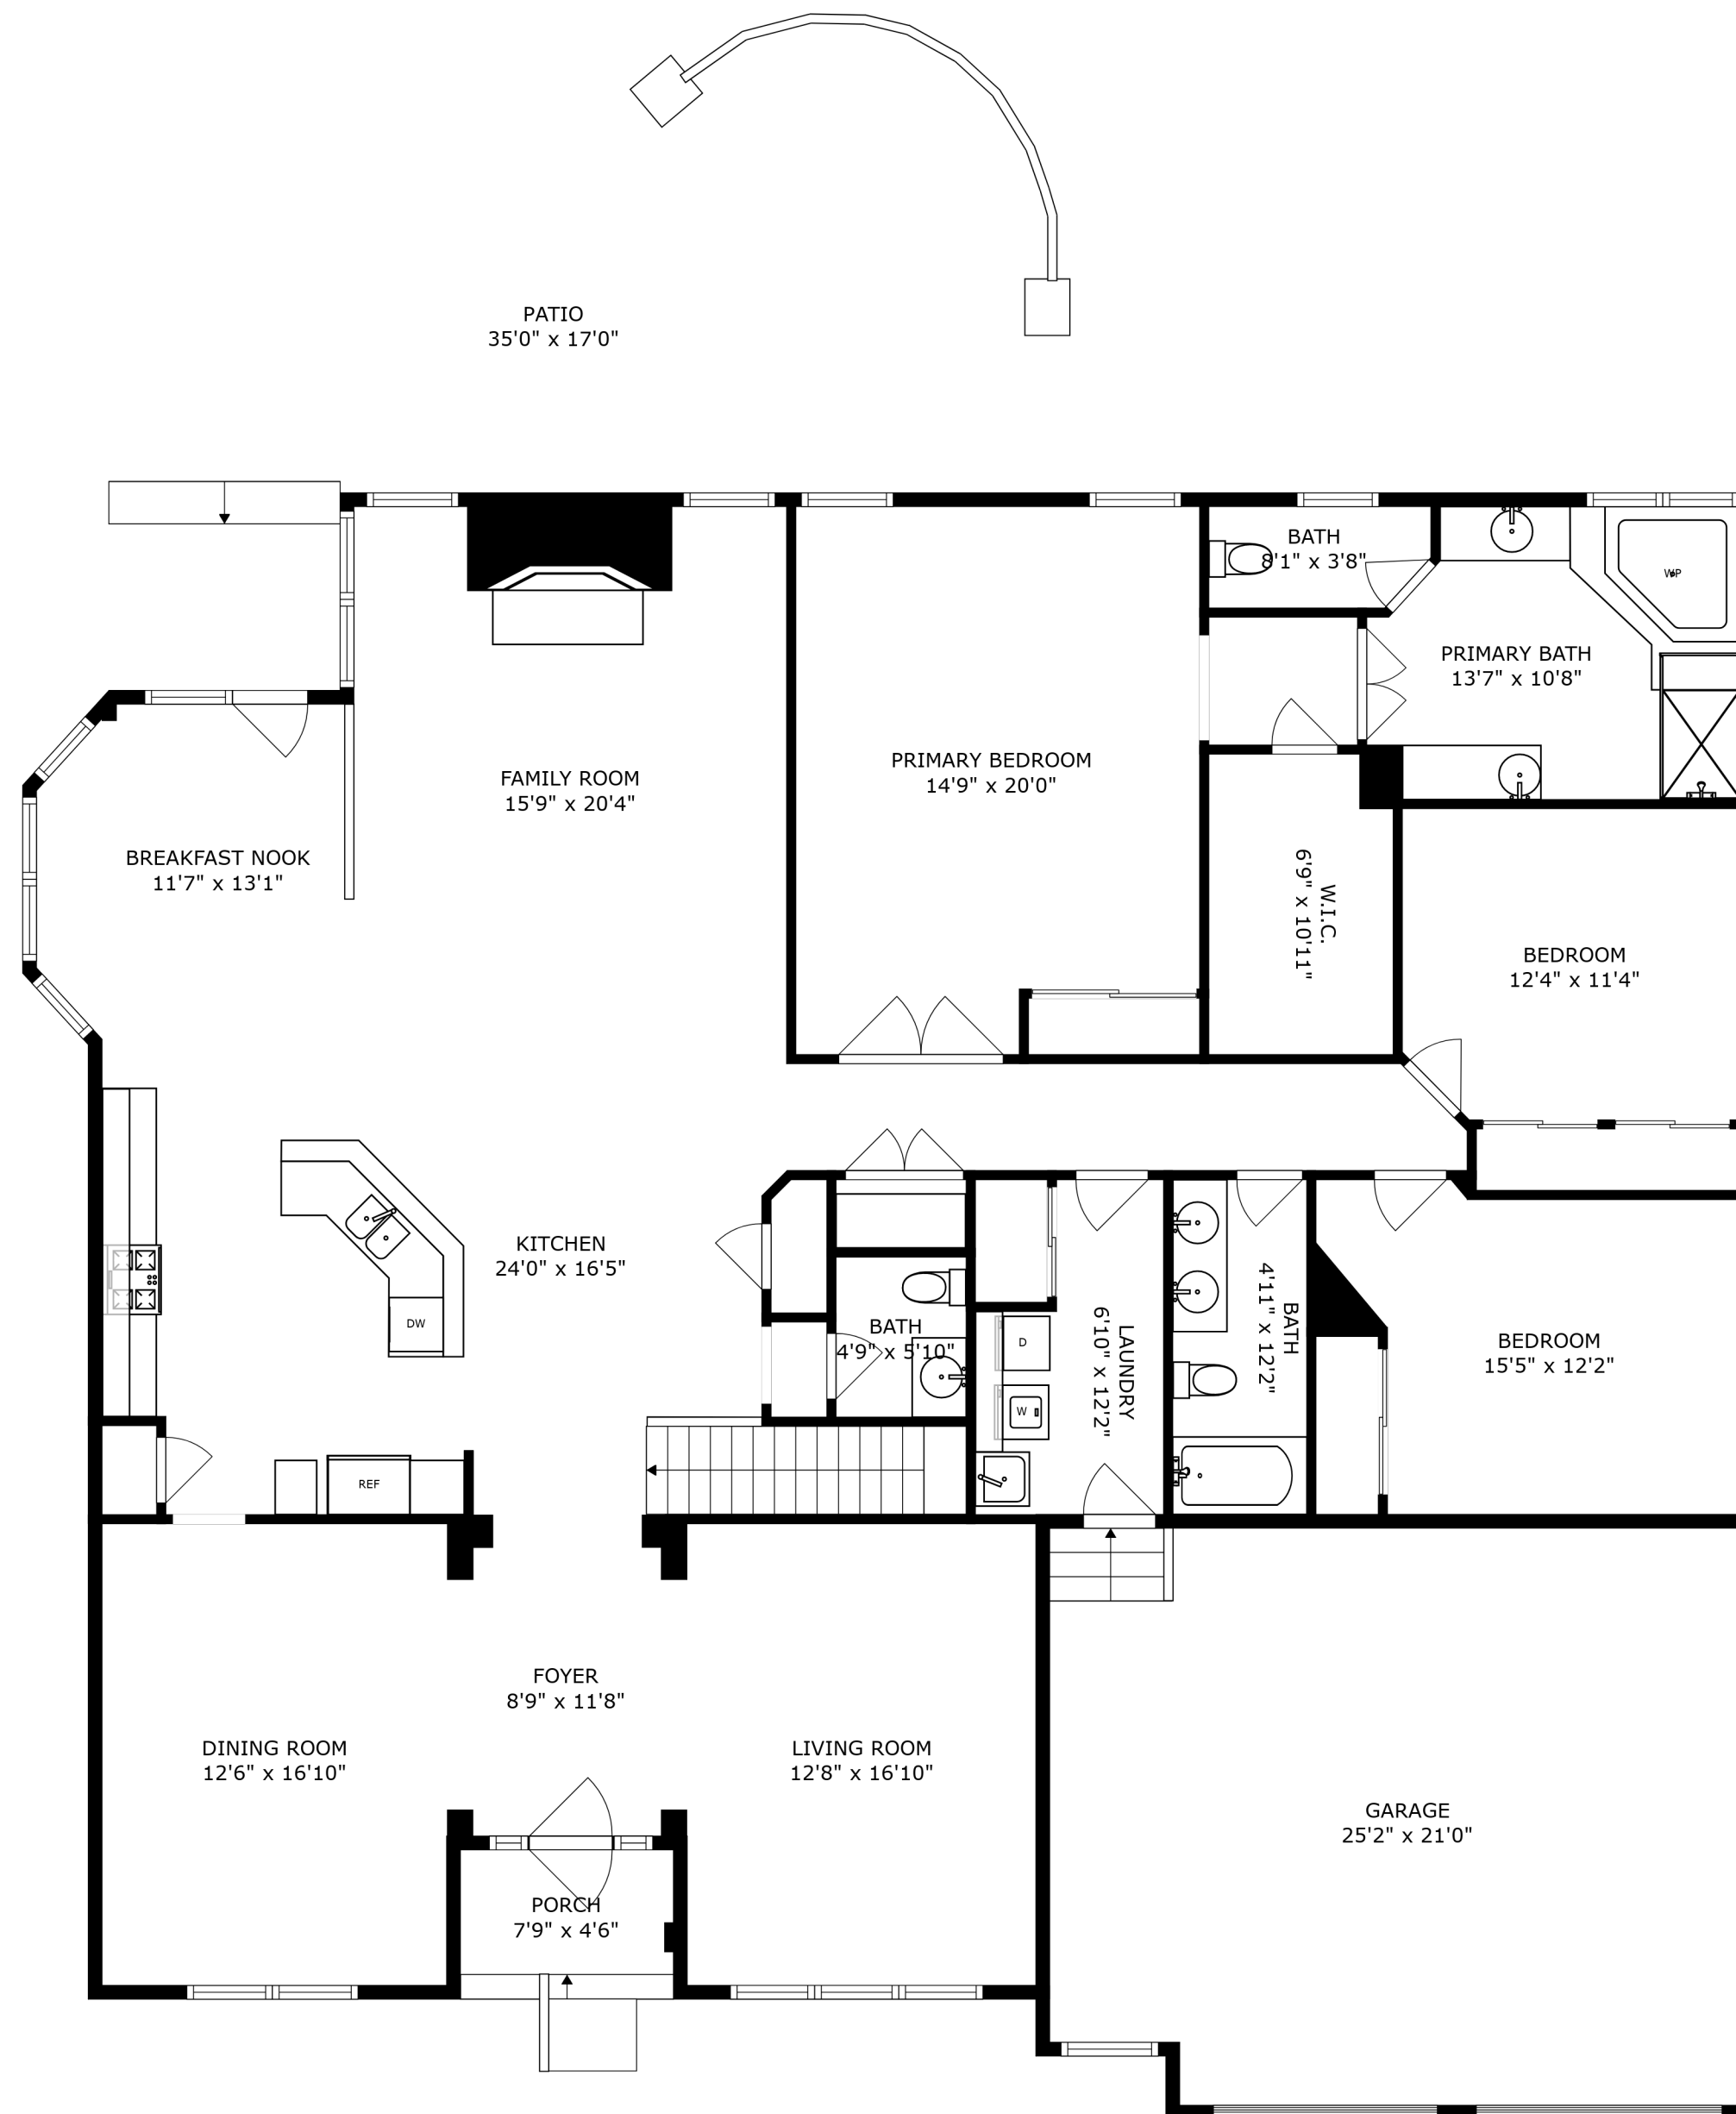 PATIO
35'0" x 17'0"
BATH
8'1" x 3'8"
WP
PRIMARY BATH
13'7" x 10'8"
PRIMARY BEDROOM
14'9" x 20'0"
FAMILY ROOM
15'9" x 20'4"
BREAKFAST NOOK
11'7" x 13'1"
W.I.C.
6'9" x 10'11"
BEDROOM
12'4" x 11'4"
KITCHEN
24'0" x 16'5"
DW
BATH
4'9" x 5'10"
D
W
LAUNDRY
6'10" x 12'2"
BATH
4'11" x 12'2"
BEDROOM
15'5" x 12'2"
REF
FOYER
8'9" x 11'8"
DINING ROOM
12'6" x 16'10"
LIVING ROOM
12'8" x 16'10"
GARAGE
25'2" x 21'0"
PORCH
7'9" x 4'6"